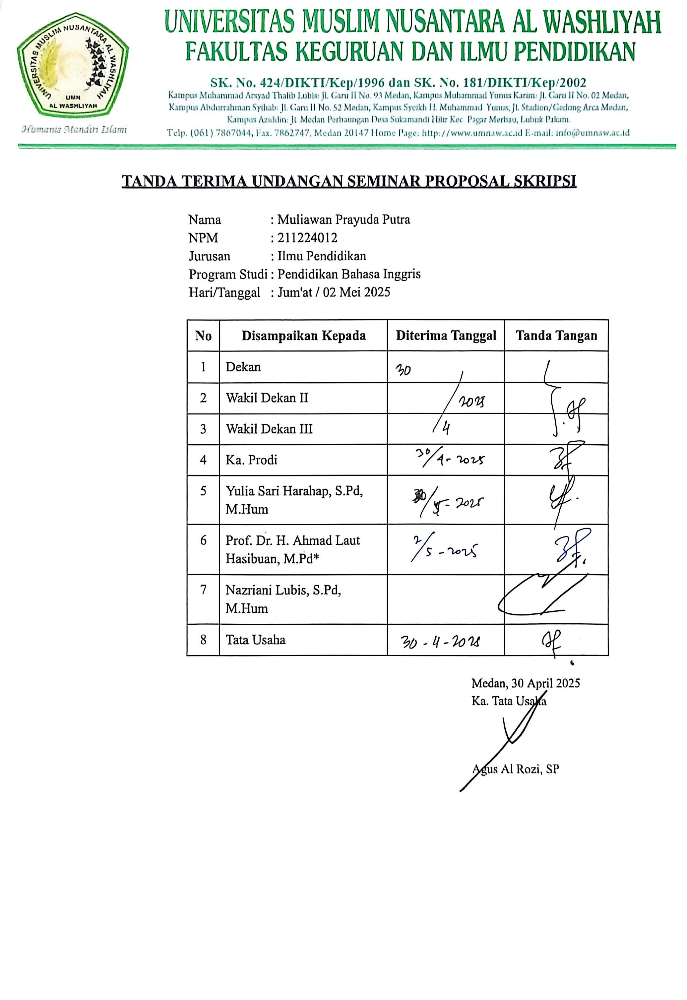 UNIVERSITAS MUSLIM NUSANTARA AL WASHLIYAH
UMN
AL WASHLIYAH
Humanis Mandiri Islami
UNIVERSITAS MUSLIM NUSANTARA AL WASHLIYAH
FAKULTAS KEGURUAN DAN ILMU PENDIDIKAN
SK. No. 424/DIKTI/Kep/1996 dan SK. No. 181/DIKTI/Kep/2002
Kampus Muhammad Arsyad Thalib Lubis: Jl. Garu II No. 93 Medan, Kampus Muhammad Yunus Karim: Jl. Garu II No. 02 Medan,
Kampus Abdurrahman Syihab: Jl. Garu II No. 52 Medan, Kampus Syeikh H. Muhammad Yunus, Jl. Stadion/Gedung Arca Medan,
Kampus Aziddin: Jl. Medan Perbaungan Desa Sukamandi Hilir Kec. Pagar Merbau, Lubuk Pakam.
Telp. (061) 7867044, Fax. 7862747, Medan 20147 Home Page: http://www.umnaw.ac.id E-mail: info@umnaw.ac.id
TANDA TERIMA UNDANGAN SEMINAR PROPOSAL SKRIPSI
Nama : Muliawan Prayuda Putra
NPM : 211224012
Jurusan : Ilmu Pendidikan
Program Studi : Pendidikan Bahasa Inggris
Hari/Tanggal : Jum'at / 02 Mei 2025
No Disampaikan Kepada Diterima Tanggal Tanda Tangan
1 Dekan 30
2 Wakil Dekan II / 2025
3 Wakil Dekan III 4
4 Ka. Prodi 30/4- 2025
5 Yulia Sari Harahap, S.Pd, - 2025
M.Hum
6 Prof. Dr. H. Ahmad Laut 2/5 - 2025
Hasibuan, M.Pd*
7 Nazriani Lubis, S.Pd,
M.Hum
8 Tata Usaha 30 - 4 - 2025
Medan, 30 April 2025
Ka. Tata Usaha
Agus Al Rozi, SP